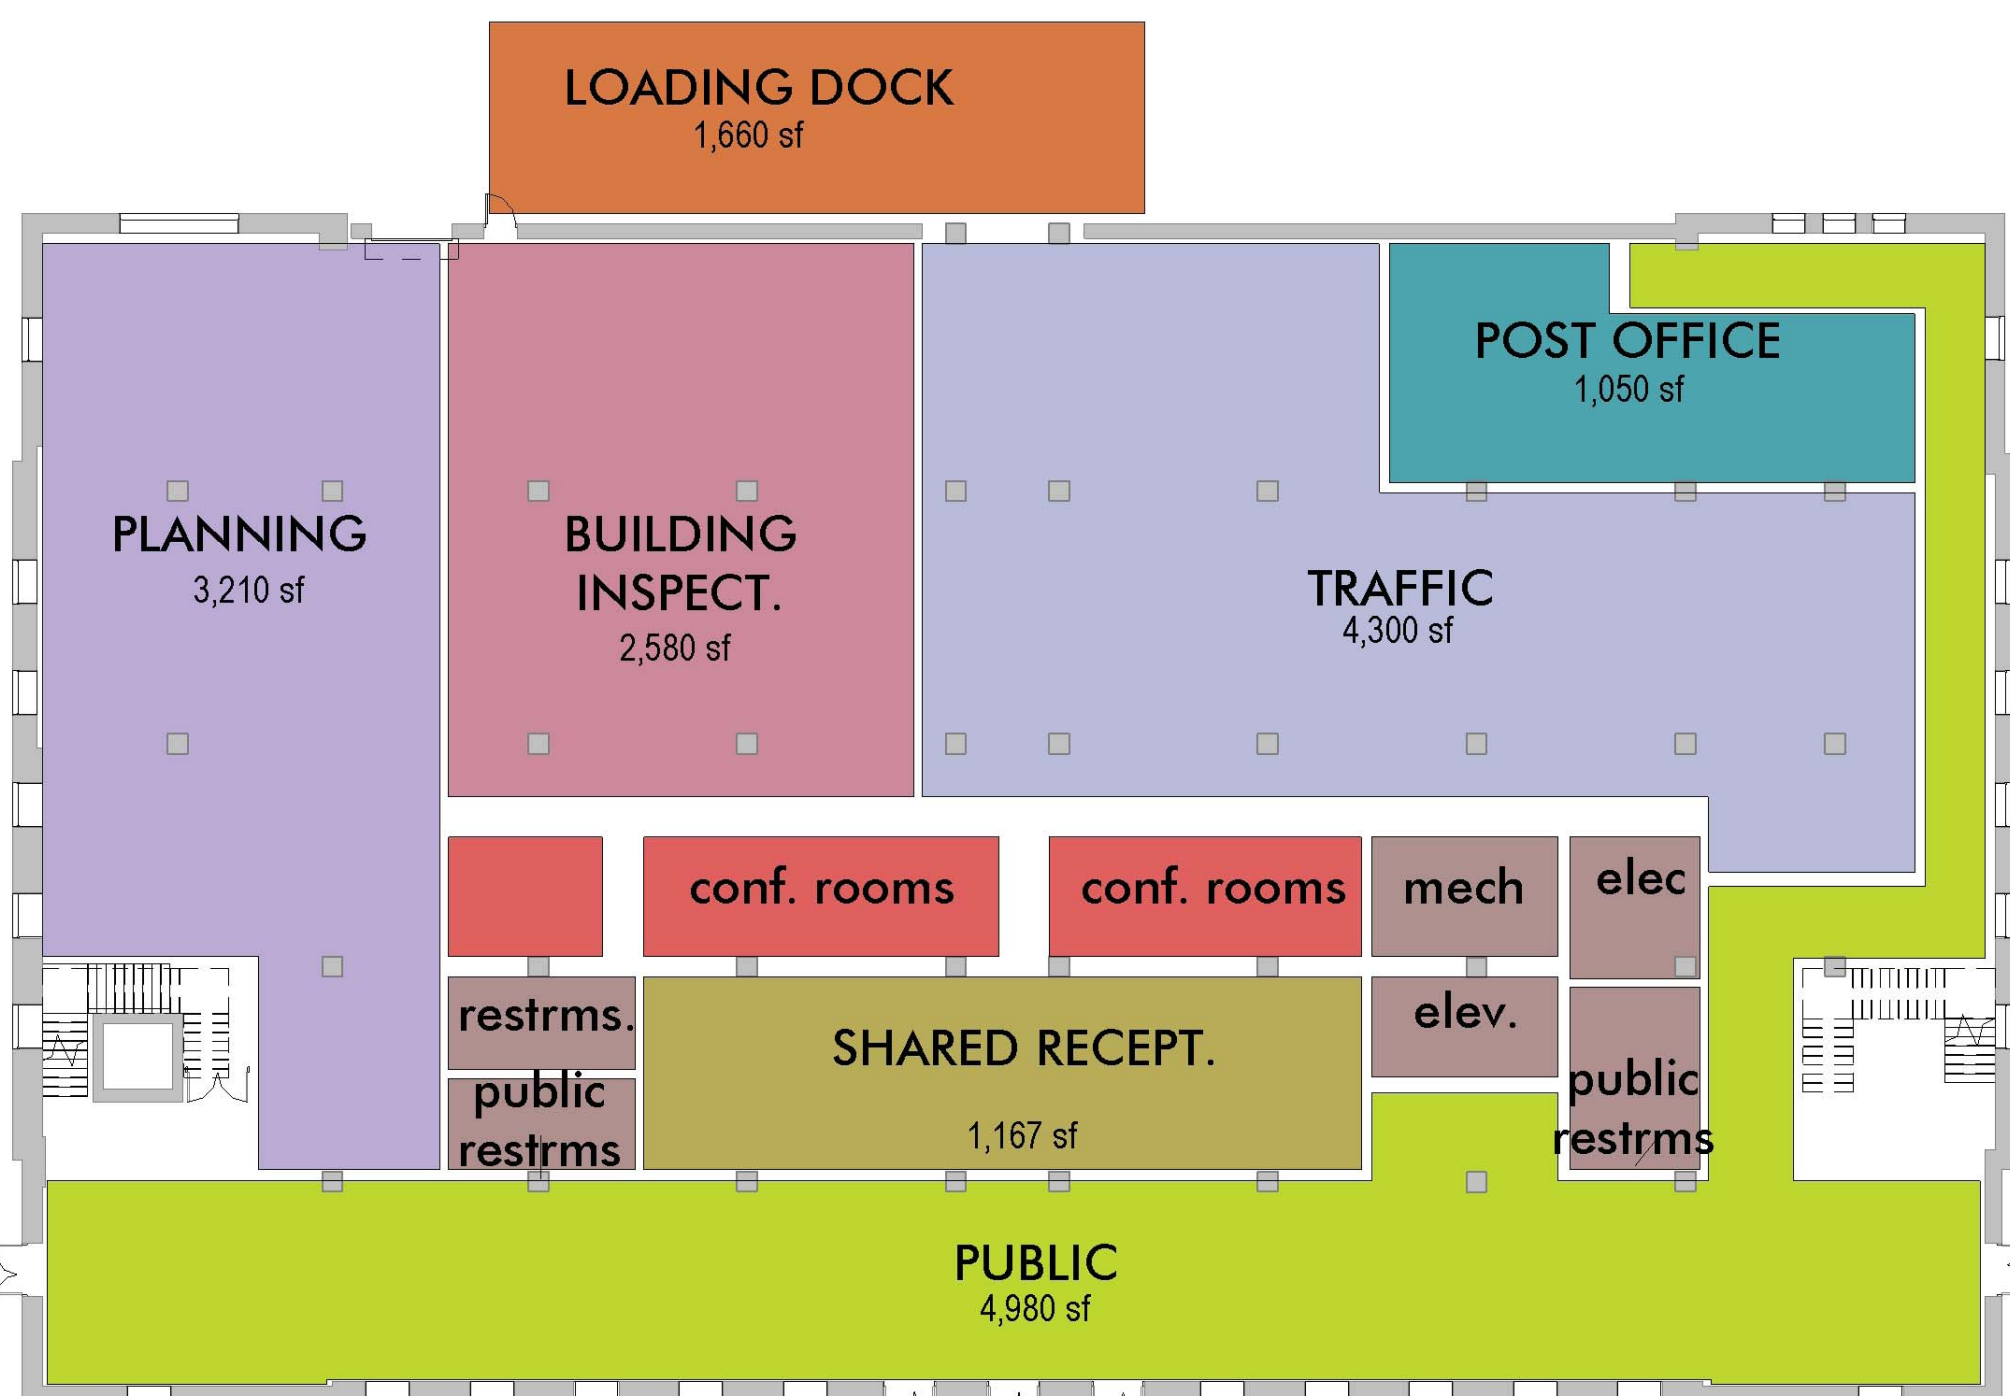 LOADING DOCK
1,660 sf
POST OFFICE
1,050 sf
PLANNING
3,210 sf
BUILDING
INSPECT.
2,580 sf
TRAFFIC
4,300 sf
conf. rooms
conf. rooms
mech
elec
restrms.
SHARED RECEPT.
1,167 sf
elev.
public
restrms
public
restrms
PUBLIC
4,980 sf